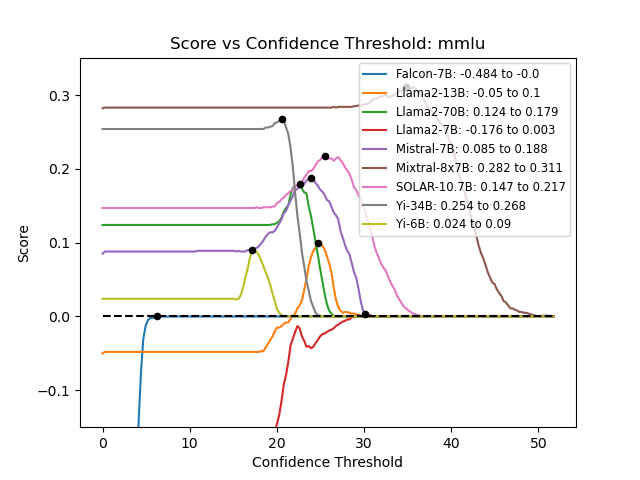 Score vs Confidence Threshold: mmlu
Falcon-7B: -0.484 to -0.0
Llama2-13B: -0.05 to 0.1
Llama2-70B: 0.124 to 0.179
Llama2-7B: -0.176 to 0.003
Mistral-7B: 0.085 to 0.188
Mixtral-8x7B: 0.282 to 0.311
SOLAR-10.7B: 0.147 to 0.217
Yi-34B: 0.254 to 0.268
Yi-6B: 0.024 to 0.09
Score
0.3
0.2
0.1
0.0
−0.1
0 10 20 30 40 50
Confidence Threshold